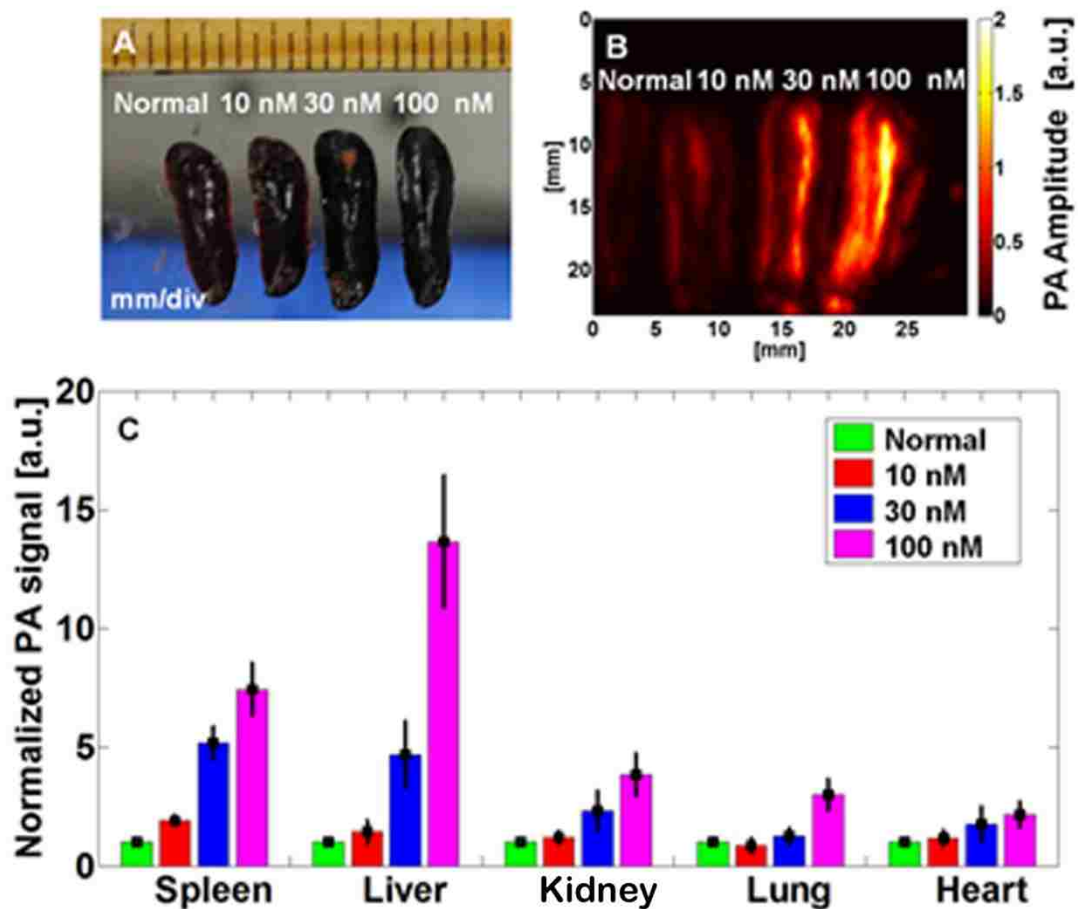 A
Normal 10 nM 30 nM 100 nM
mm/div
B
Normal 10 nM 30 nM 100 nM
0
5
10
15
20
[mm]
0 5 10 15 20 25
[mm]
2
1.5
1
0.5
0
PA Amplitude [a.u.]
C
Normalized PA signal [a.u.]
20
15
10
5
0
Normal
10 nM
30 nM
100 nM
Spleen Liver Kidney Lung Heart